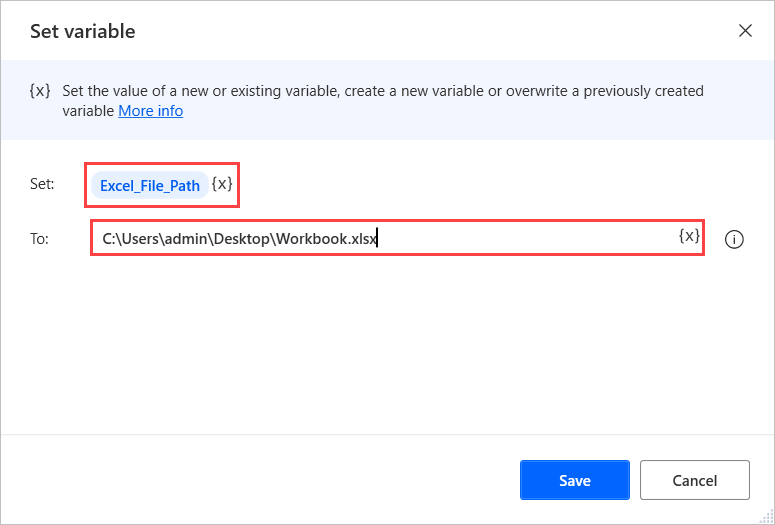 Set variable
{x} Set the value of a new or existing variable, create a new variable or overwrite a previously created
variable More info
Set: Excel_File_Path {x}
To: C:\Users\admin\Desktop\Workbook.xlsx {x}
Save Cancel